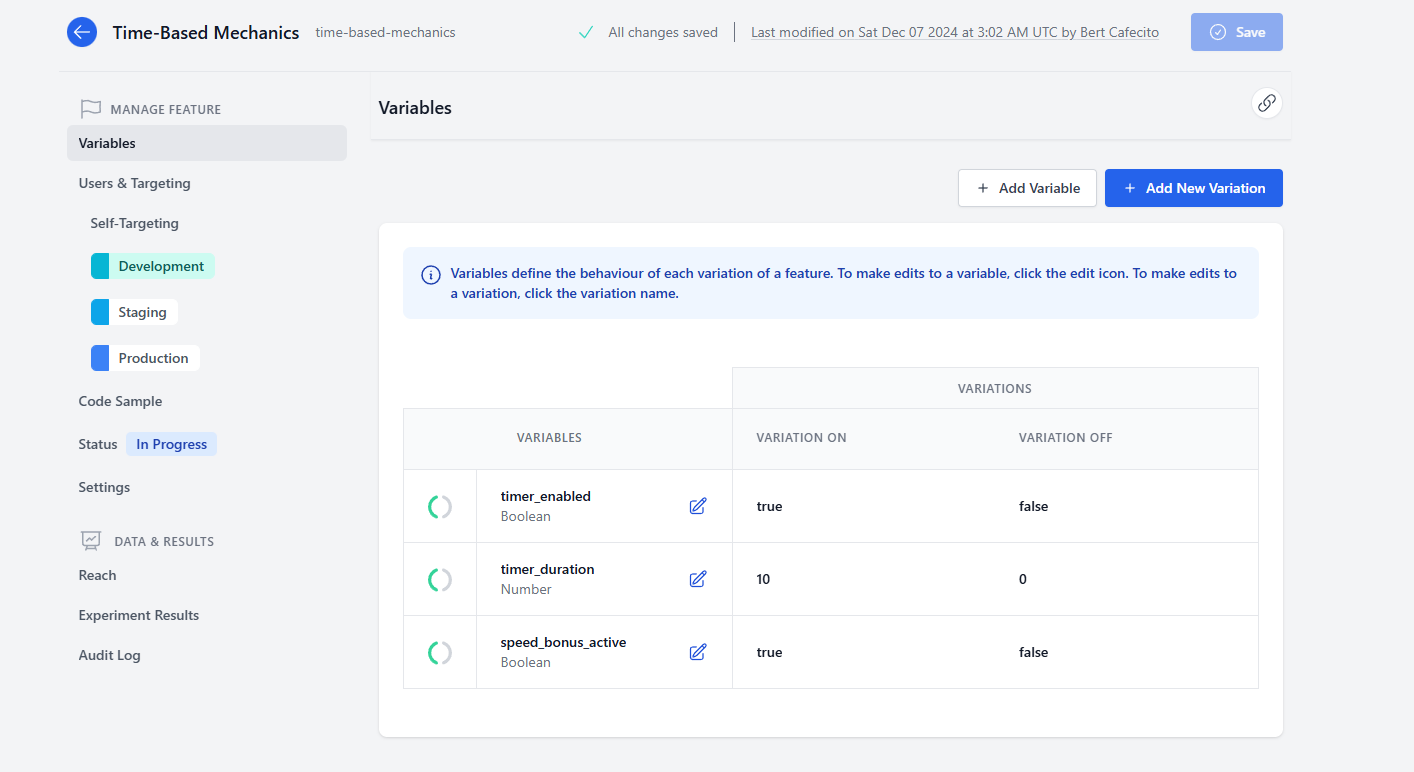 Time-Based Mechanics time-based-mechanics All changes saved Last modified on Sat Dec 07 2024 at 3:02 AM UTC by Bert Cafecito Save
MANAGE FEATURE
Variables
Users & Targeting
Self-Targeting
Development
Staging
Production
Code Sample
Status In Progress
Settings
DATA & RESULTS
Reach
Experiment Results
Audit Log
Variables
Add Variable Add New Variation
Variables define the behaviour of each variation of a feature. To make edits to a variable, click the edit icon. To make edits to
a variation, click the variation name.
VARIATIONS
VARIABLES VARIATION ON VARIATION OFF
timer_enabled
Boolean
true false
timer_duration
Number
10 0
speed_bonus_active
Boolean
true false